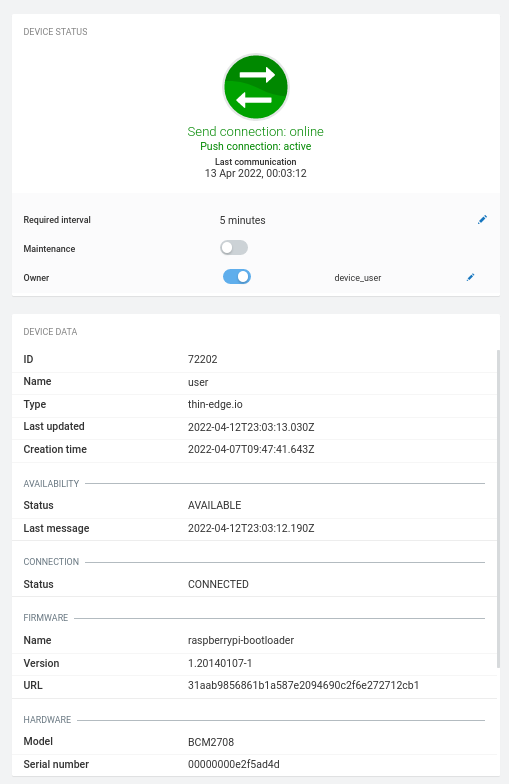 DEVICE STATUS
Send connection: online
Push connection: active
Last communication
13 Apr 2022, 00:03:12
Required interval 5 minutes
Maintenance
Owner device_user
DEVICE DATA
ID 72202
Name user
Type thin-edge.io
Last updated 2022-04-12T23:03:13.030Z
Creation time 2022-04-07T09:47:41.643Z
AVAILABILITY
Status AVAILABLE
Last message 2022-04-12T23:03:12.190Z
CONNECTION
Status CONNECTED
FIRMWARE
Name raspberrypi-bootloader
Version 1.20140107-1
URL 31aab9856861b1a587e2094690c2f6e272712cb1
HARDWARE
Model BCM2708
Serial number 00000000e2f5ad4d